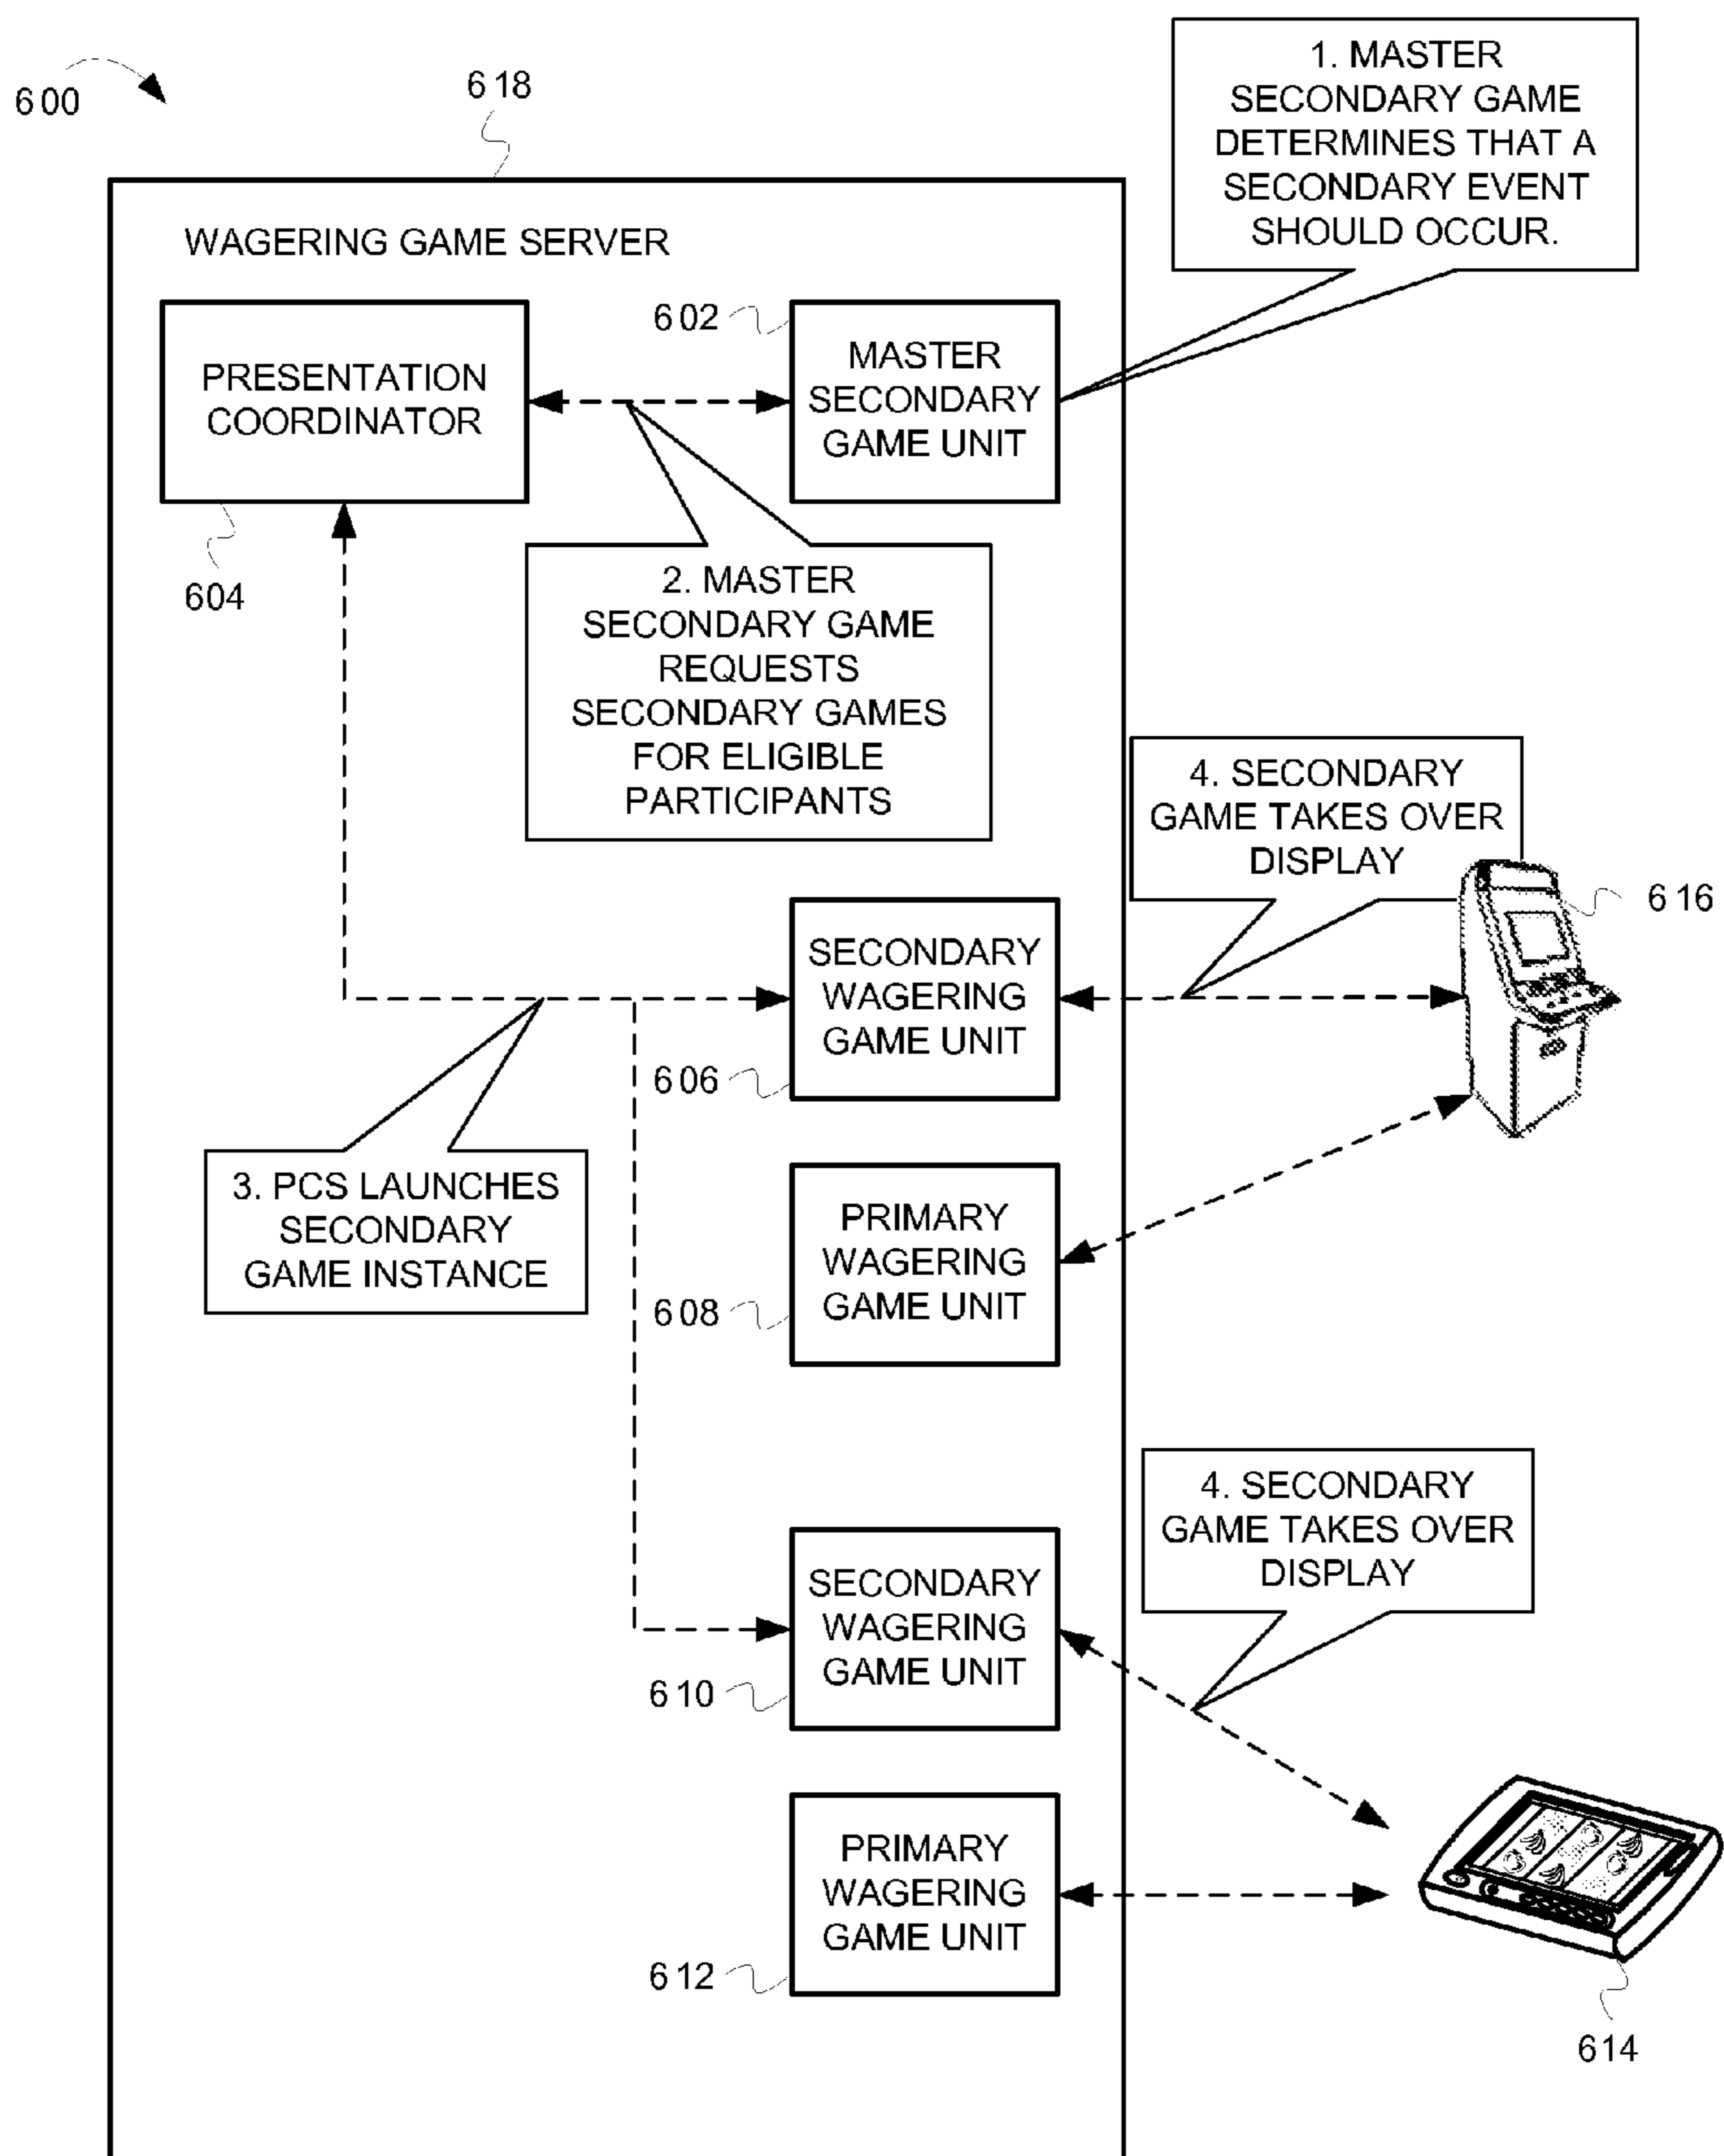 600
618
1. MASTER
SECONDARY GAME
DETERMINES THAT A
SECONDARY EVENT
SHOULD OCCUR.
WAGERING GAME SERVER
PRESENTATION
COORDINATOR
602
MASTER
SECONDARY
GAME UNIT
604
2. MASTER
SECONDARY GAME
REQUESTS
SECONDARY GAMES
FOR ELIGIBLE
PARTICIPANTS
4. SECONDARY
GAME TAKES OVER
DISPLAY
616
SECONDARY
WAGERING
GAME UNIT
606
3. PCS LAUNCHES
SECONDARY
GAME INSTANCE
PRIMARY
WAGERING
GAME UNIT
608
4. SECONDARY
GAME TAKES OVER
DISPLAY
SECONDARY
WAGERING
GAME UNIT
610
PRIMARY
WAGERING
GAME UNIT
612
614